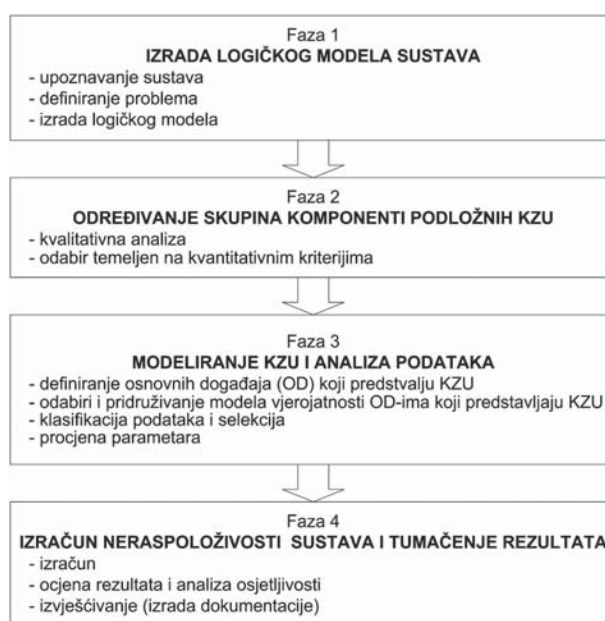 Faza 1
IZRADA LOGIČKOG MODELA SUSTAVA
- upoznavanje sustava
- definiranje problema
- izrada logičkog modela
Faza 2
ODREĐIVANJE SKUPINA KOMPONENTI PODLOŽNIH KZU
- kvalitativna analiza
- odabir temeljen na kvantitativnim kriterijima
Faza 3
MODELIRANJE KZU I ANALIZA PODATAKA
- definiranje osnovnih događaja (OD) koji predstvalju KZU
- odabiri i pridruživanje modela vjerojatnosti OD-ima koji predstavljaju KZU
- klasifikacija podataka i selekcija
- procjena parametara
Faza 4
IZRAČUN NERASPOLOŽIVOSTI SUSTAVA I TUMAČENJE REZULTATA
- izračun
- ocjena rezultata i analiza osjetljivosti
- izvješćivanje (izrada dokumentacije)